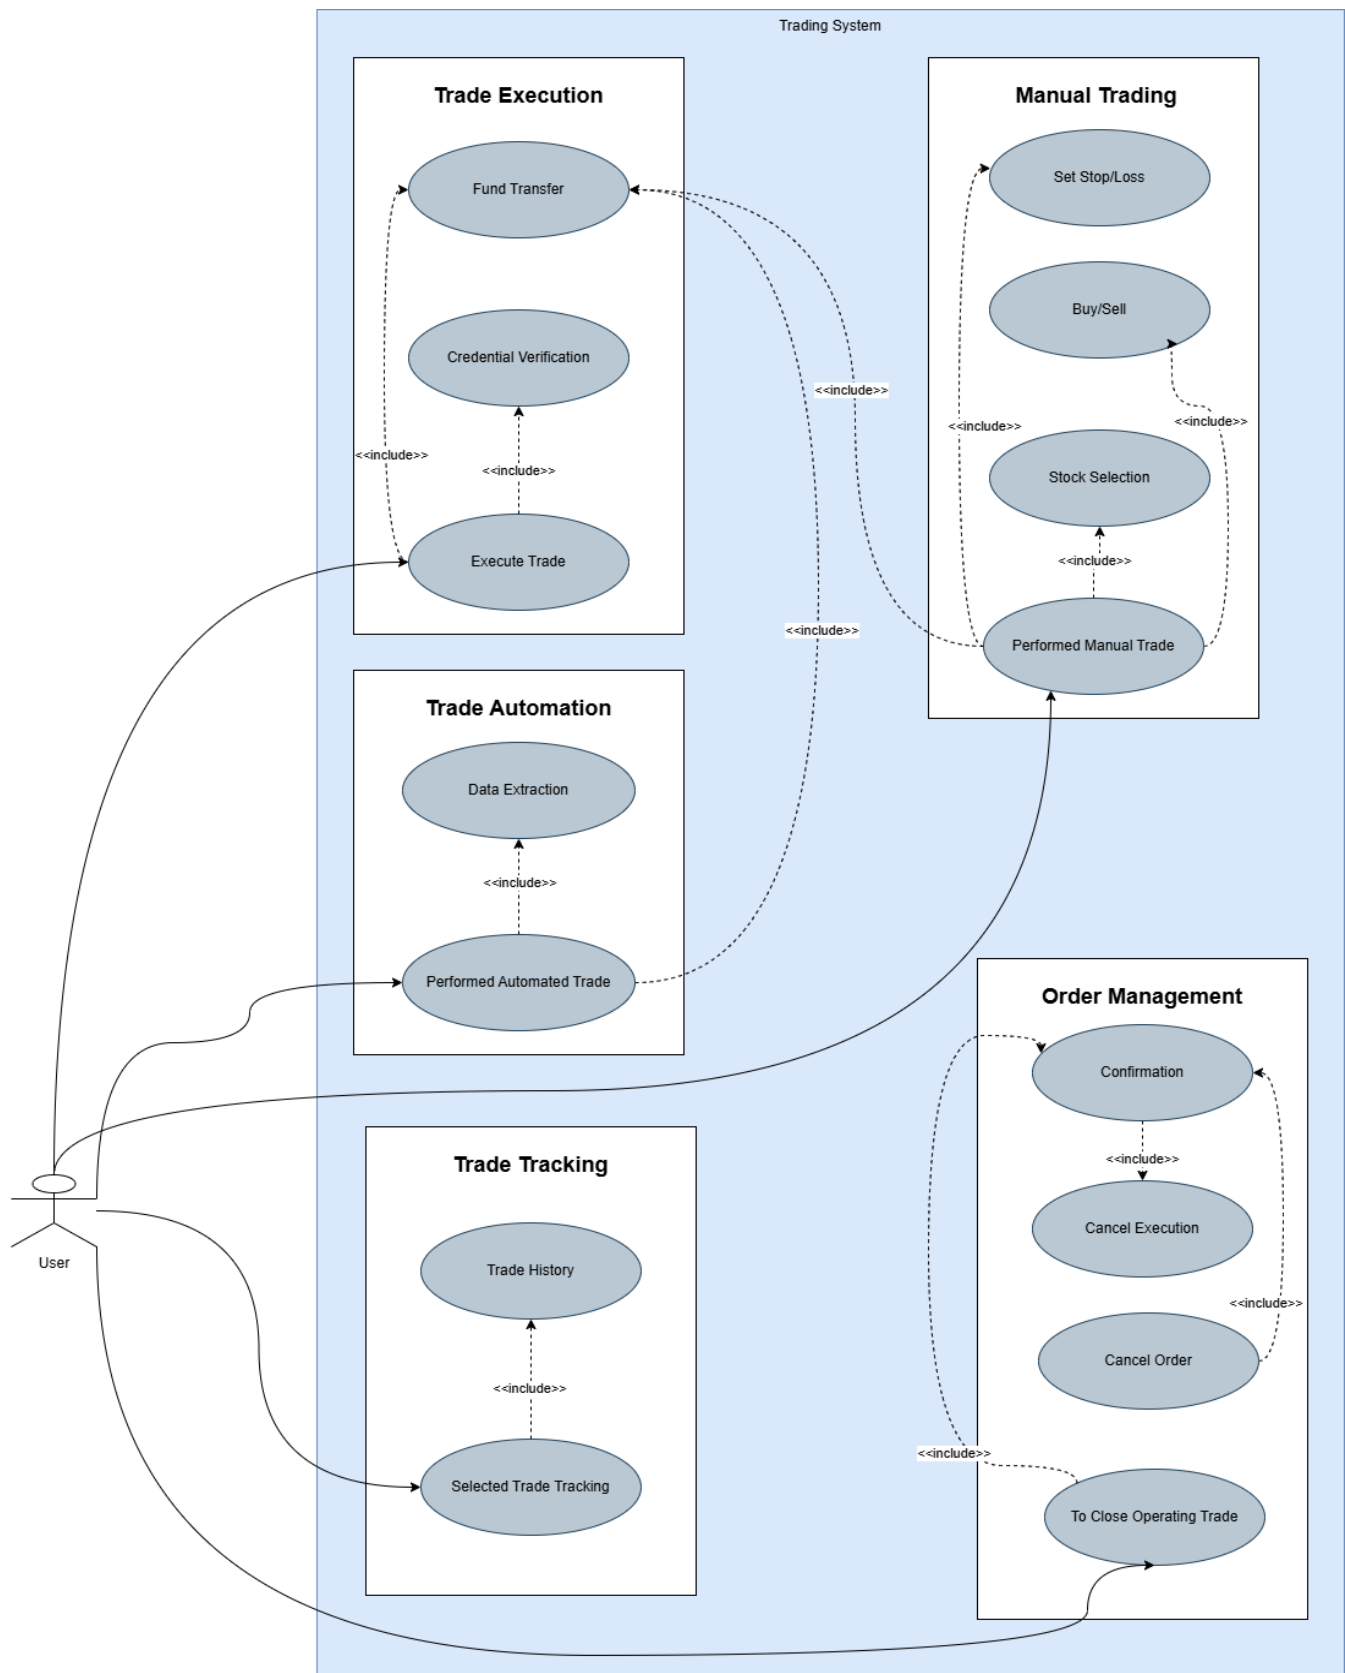 Trading System
Trade Execution
Fund Transfer
Credential Verification
<<include>>
<<include>>
Execute Trade
Manual Trading
Set Stop/Loss
Buy/Sell
<<include>>
<<include>>
<<include>>
Stock Selection
<<include>>
Performed Manual Trade
<<include>>
Trade Automation
Data Extraction
<<include>>
Performed Automated Trade
Order Management
Confirmation
<<include>>
Cancel Execution
<<include>>
Cancel Order
<<include>>
To Close Operating Trade
Trade Tracking
Trade History
<<include>>
Selected Trade Tracking
User